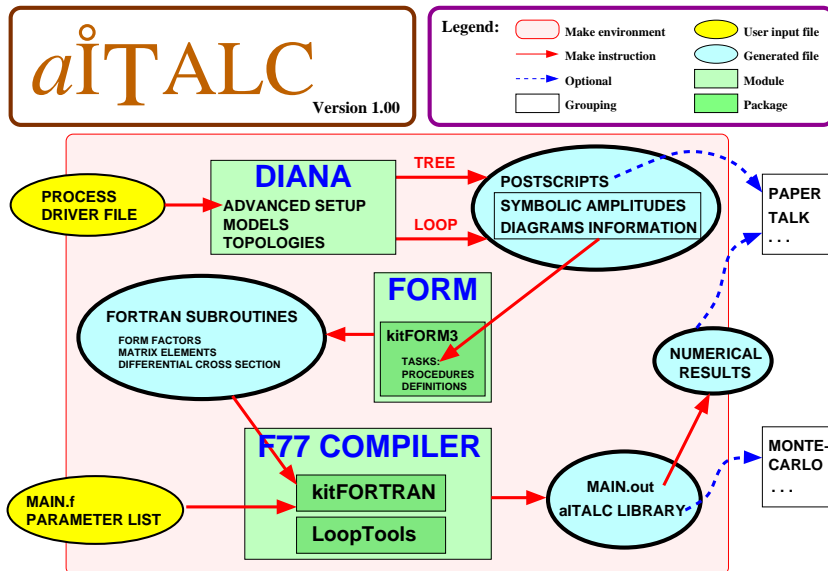 aITALC
Version 1.00
Legend:
Make environment
Make instruction
Optional
Grouping
User input file
Generated file
Module
Package
PROCESS
DRIVER FILE
DIANA
ADVANCED SETUP
MODELS
TOPOLOGIES
TREE
LOOP
POSTSCRIPTS
SYMBOLIC AMPLITUDES
DIAGRAMS INFORMATION
PAPER
TALK
. . .
FORTRAN SUBROUTINES
FORM FACTORS
MATRIX ELEMENTS
DIFFERENTIAL CROSS SECTION
FORM
kitFORM3
TASKS:
PROCEDURES
DEFINITIONS
NUMERICAL
RESULTS
F77 COMPILER
kitFORTRAN
LoopTools
MAIN.f
PARAMETER LIST
MAIN.out
aITALC LIBRARY
MONTE-
CARLO
. . .